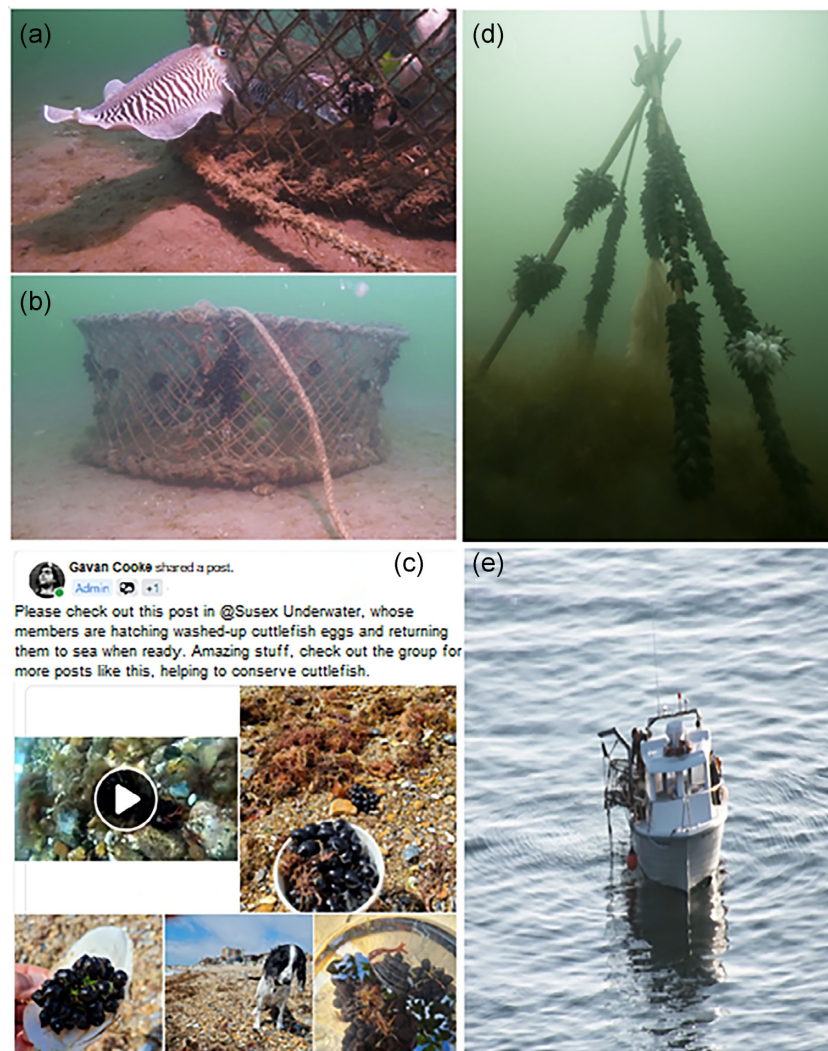 (a)
(d)
(b)
Gavan Cooke shared a post.
(c)
Admin
+1
Please check out this post in @Susex Underwater, whose
members are hatching washed-up cuttlefish eggs and returning
them to sea when ready. Amazing stuff, check out the group for
more posts like this, helping to conserve cuttlefish.
(e)